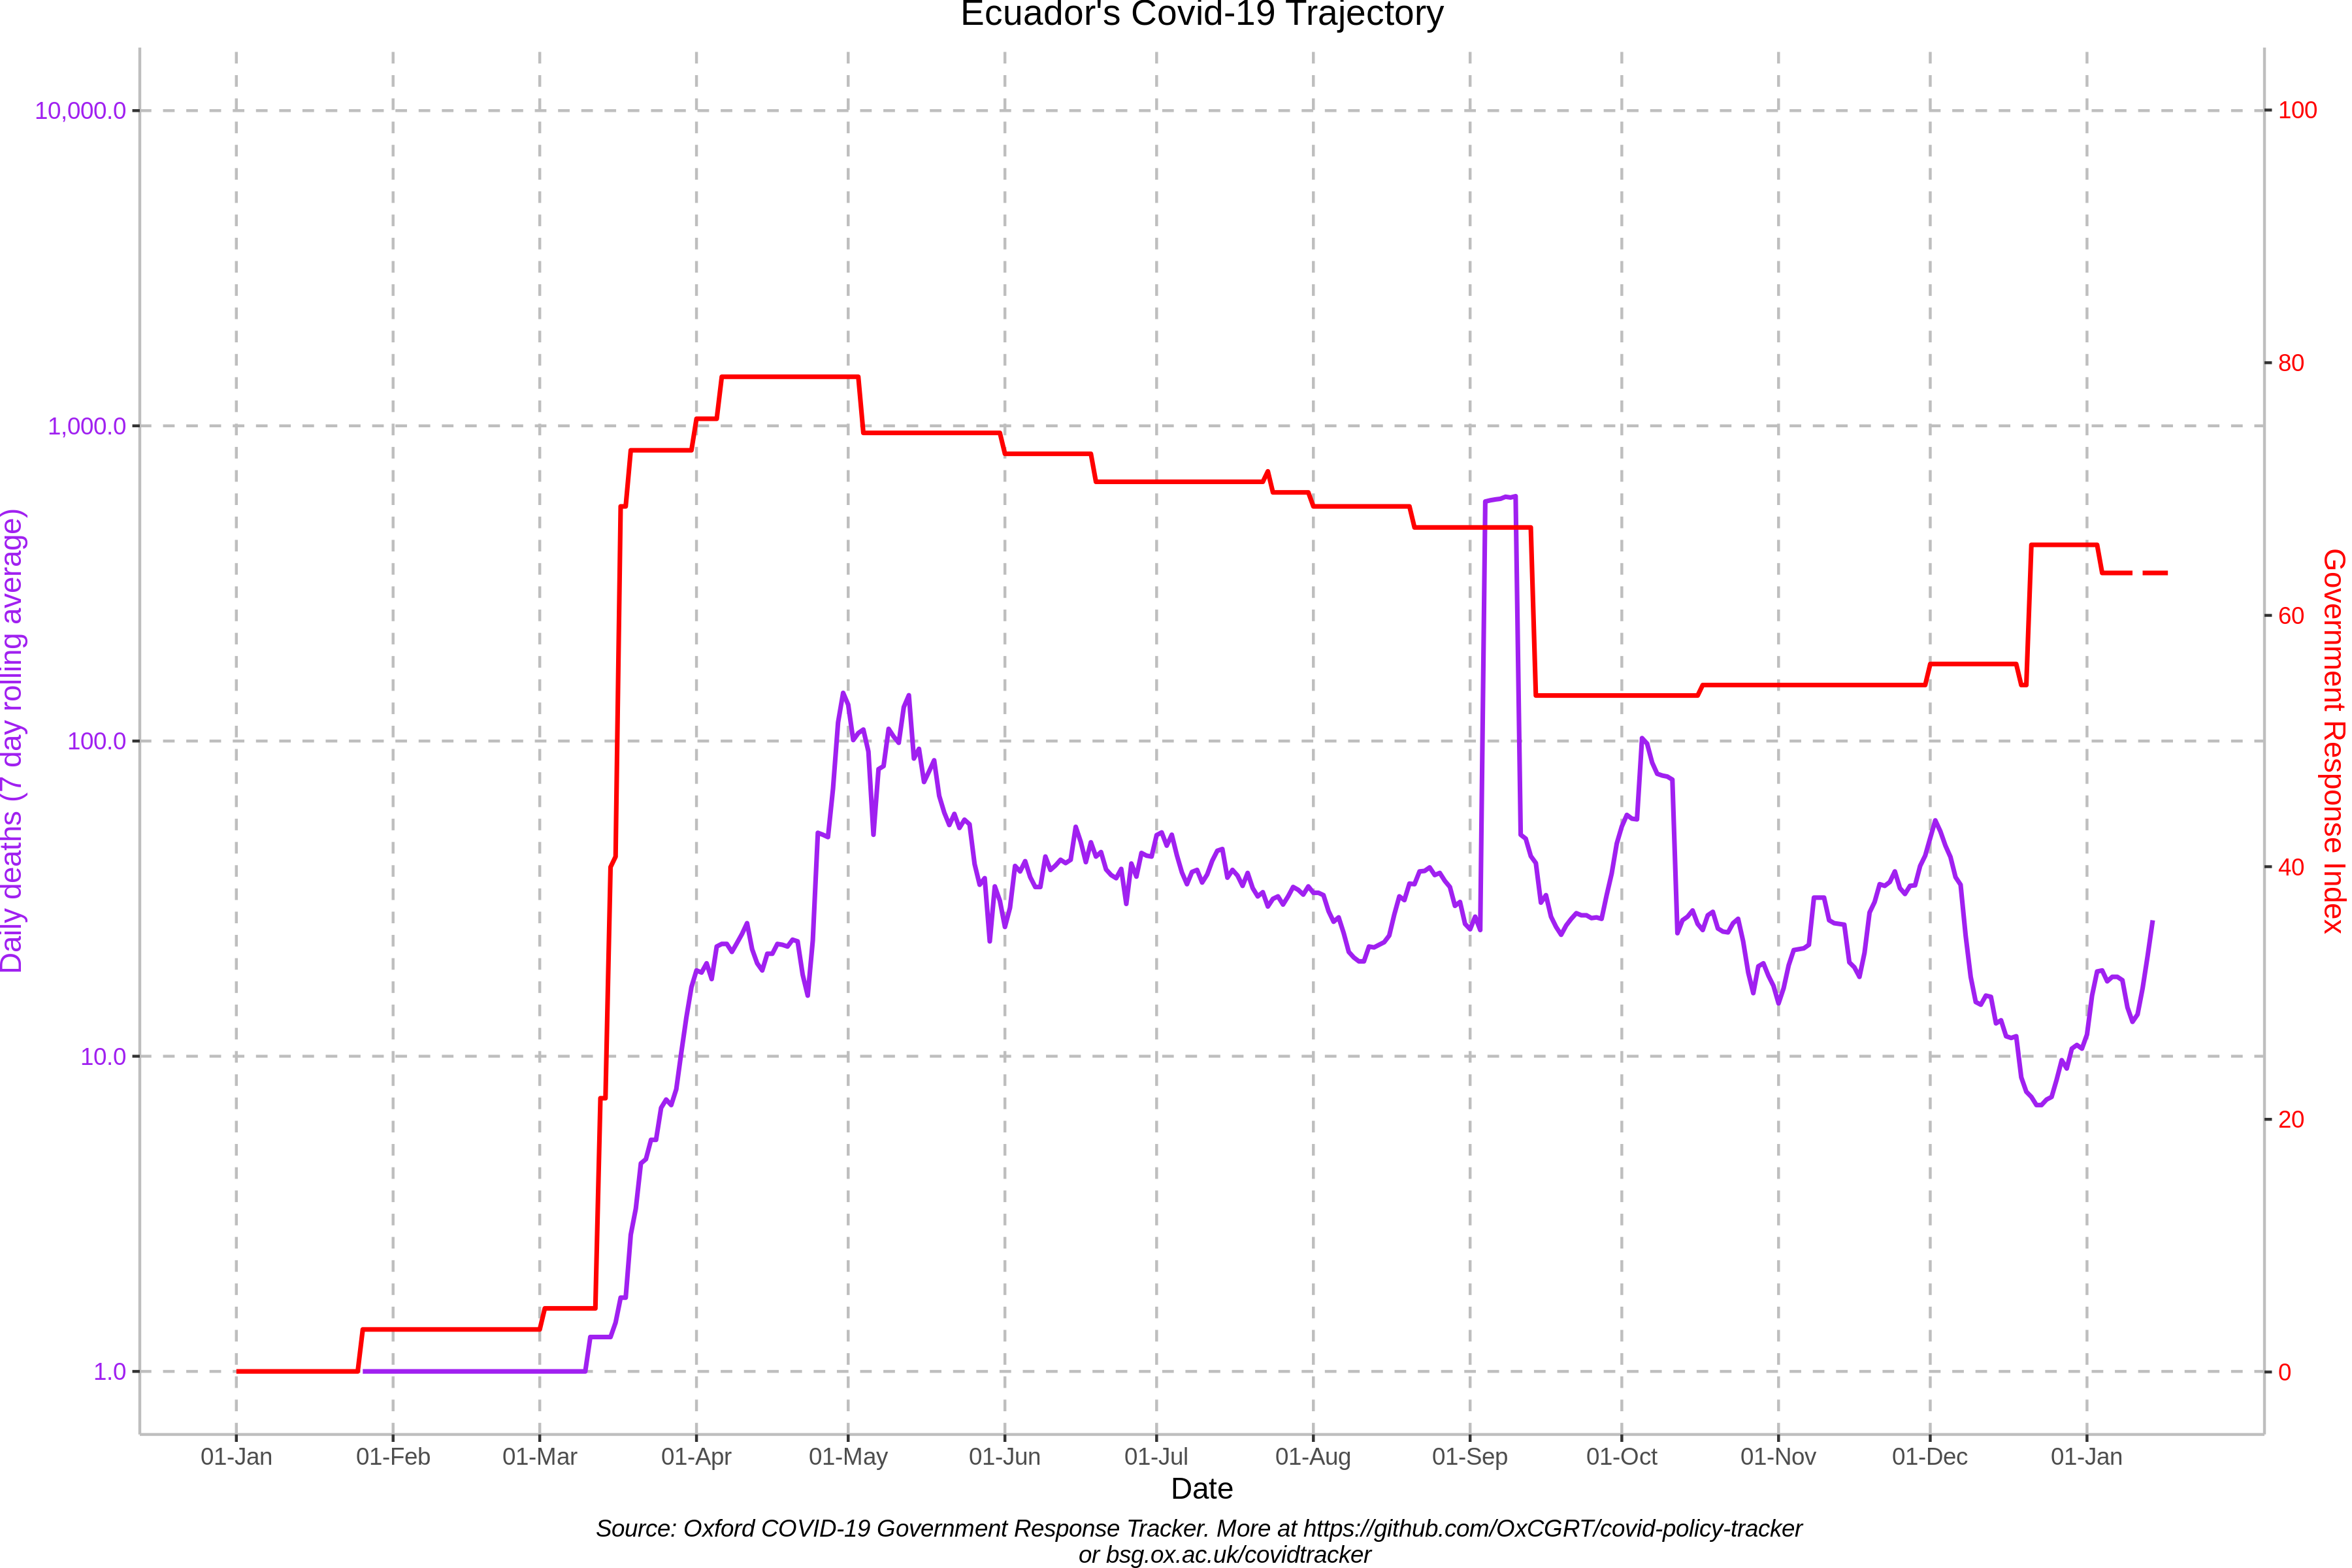 Ecuador's Covid-19 Trajectory
10,000.0
1,000.0
100.0
10.0
1.0
Daily deaths (7 day rolling average)
100
80
60
40
20
0
Government Response Index
01-Jan
01-Feb
01-Mar
01-Apr
01-May
01-Jun
01-Jul
01-Aug
01-Sep
01-Oct
01-Nov
01-Dec
01-Jan
Date
Source: Oxford COVID-19 Government Response Tracker. More at https://github.com/OxCGRT/covid-policy-tracker
or bsg.ox.ac.uk/covidtracker